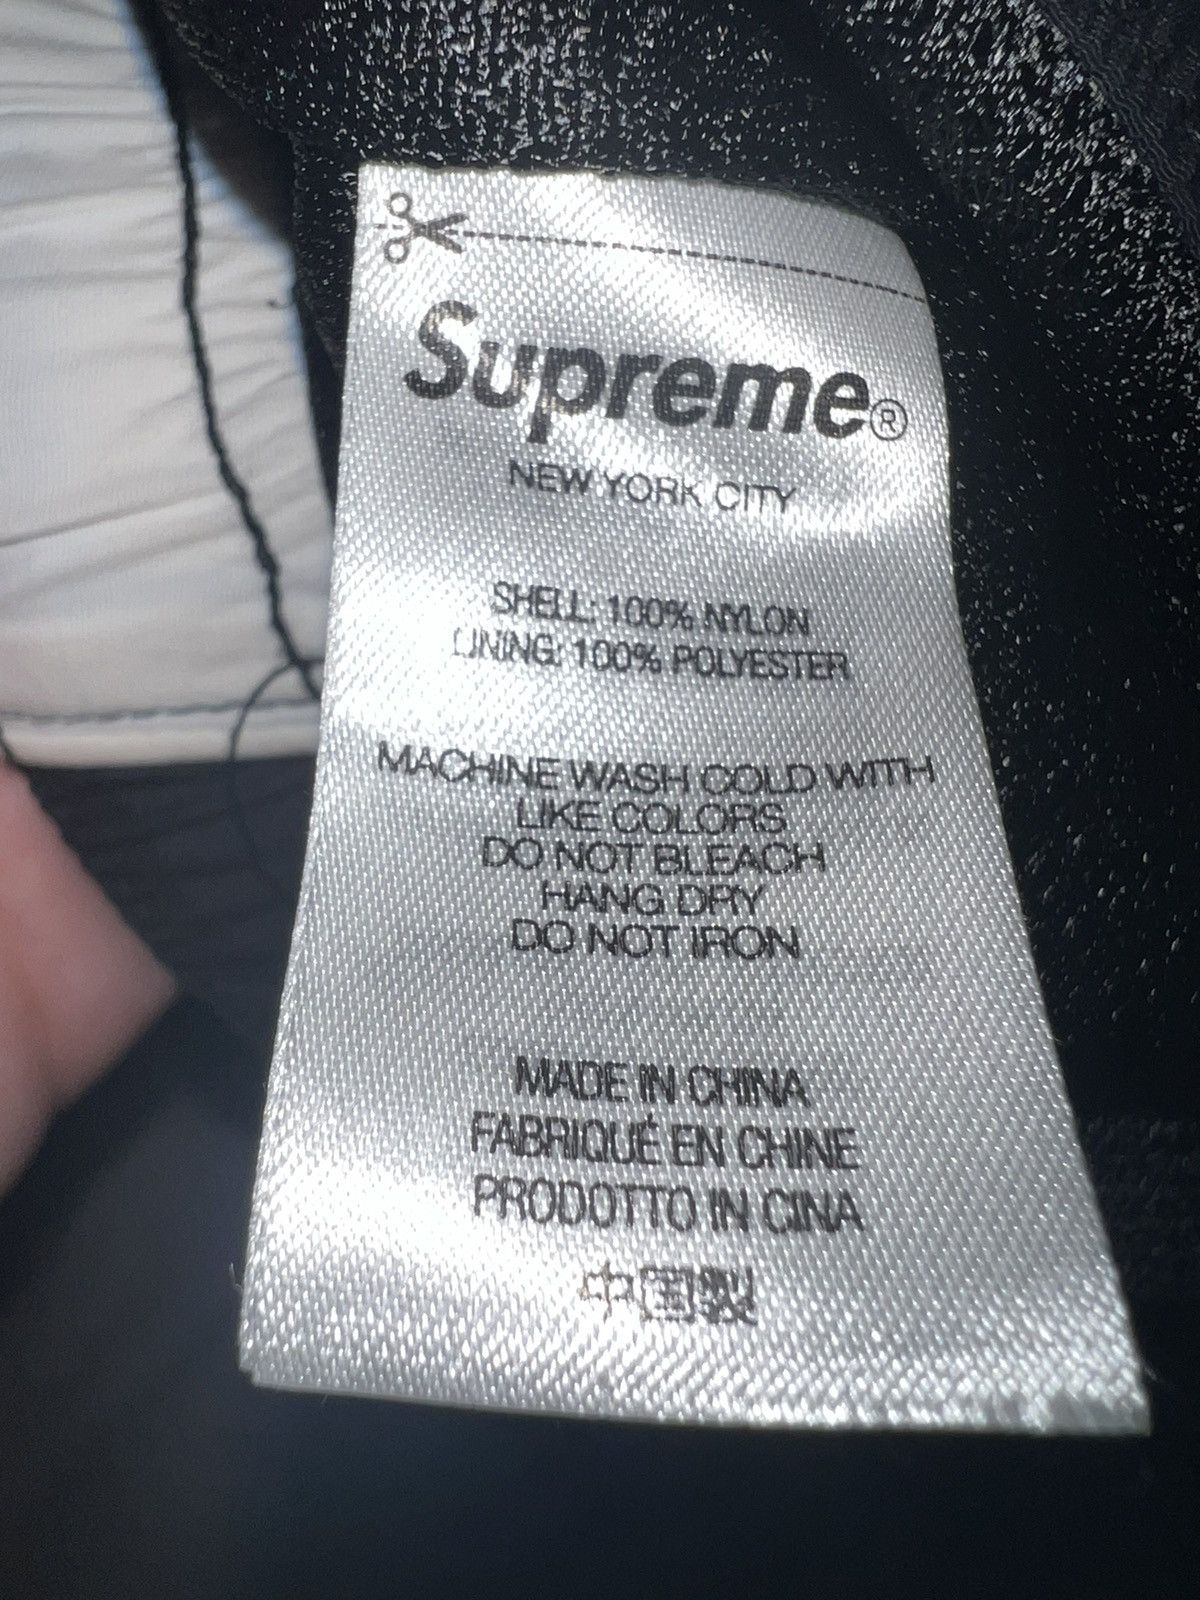 Supreme®
NEW YORK CITY
SHELL: 100% NYLON
LINING: 100% POLYESTER
MACHINE WASH COLD WITH
LIKE COLORS
DO NOT BLEACH
HANG DRY
DO NOT IRON
MADE IN CHINA
FABRIQUÉ EN CHINE
PRODOTTO IN CINA
中国製